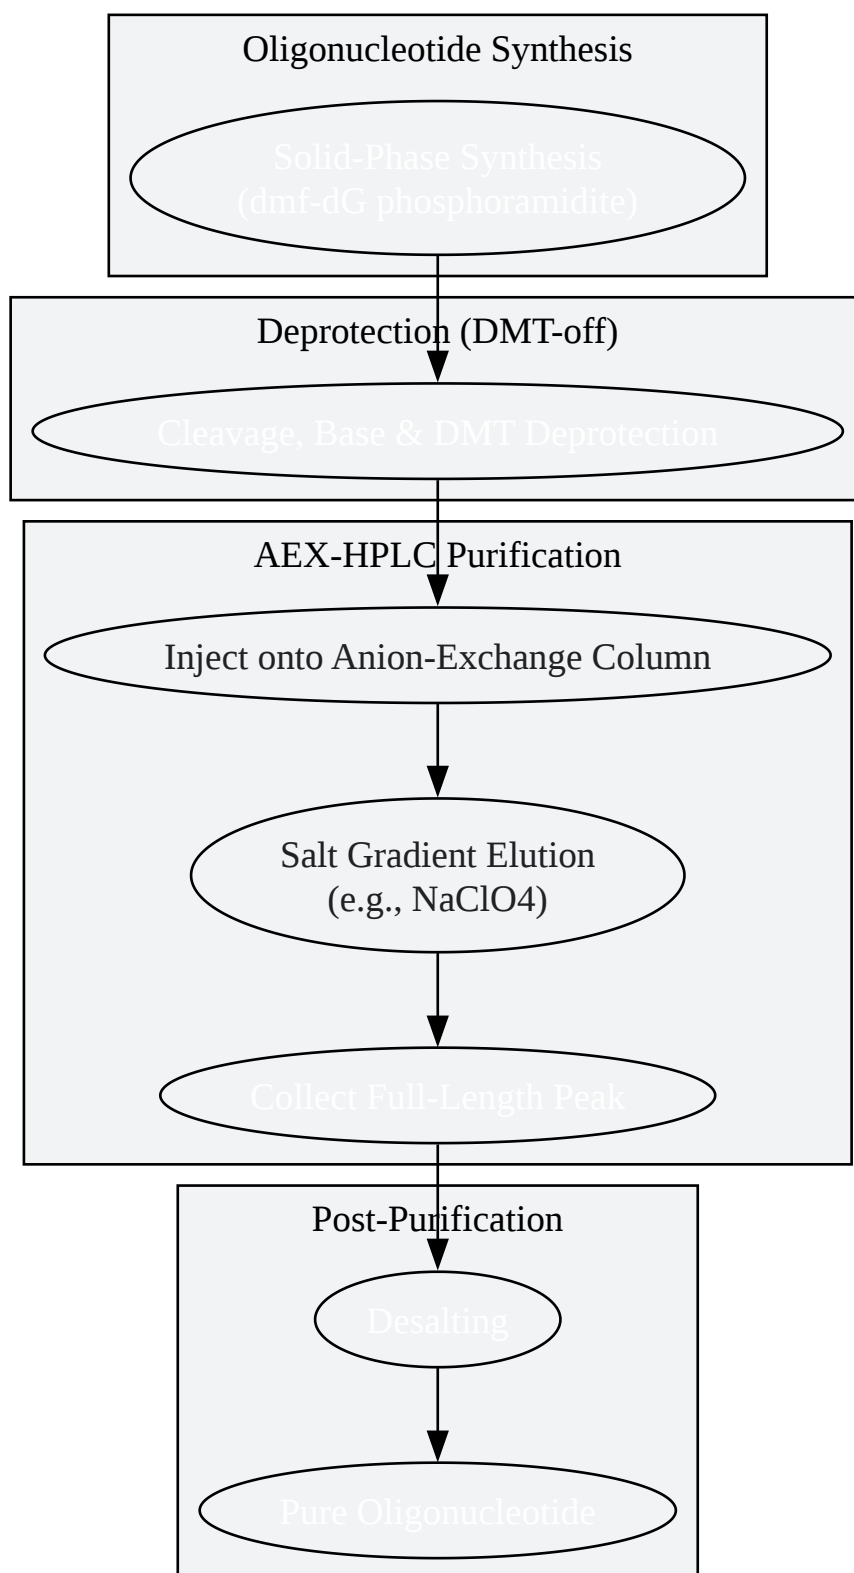 Oligonucleotide Synthesis
Solid-Phase Synthesis
(dmf-dG phosphoramidite)
Deprotection (DMT-off)
Cleavage, Base & DMT Deprotection
AEX-HPLC Purification
Inject onto Anion-Exchange Column
Salt Gradient Elution
(e.g., NaClO4)
Collect Full-Length Peak
Post-Purification
Desalting
Pure Oligonucleotide